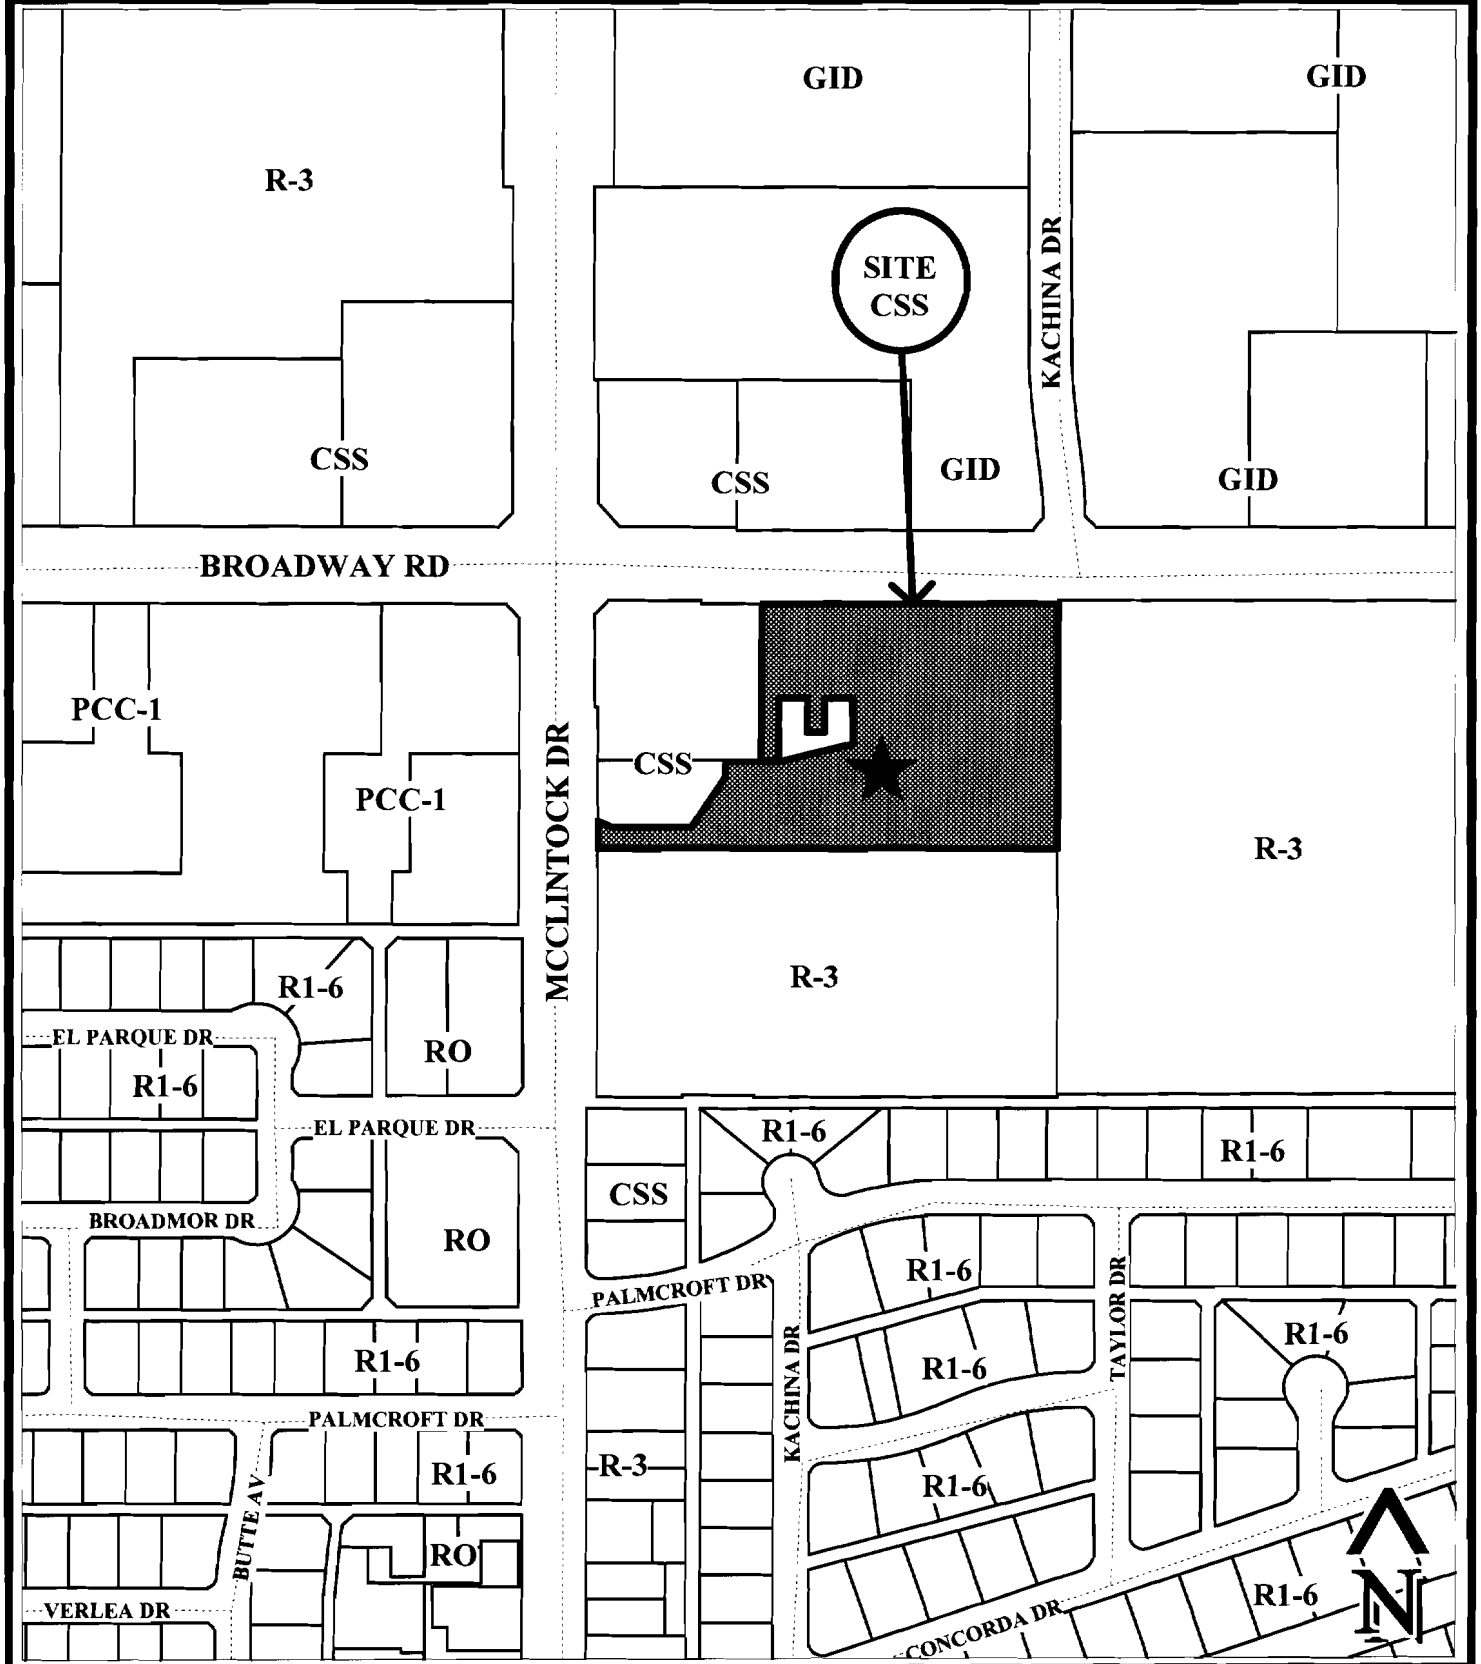 GID
GID
R-3
SITE
CSS
KACHINA DR
CSS
CSS
GID
GID
BROADWAY RD
PCC-1
CSS
PCC-1
MCCLINTOCK DR
R-3
R-3
R1-6
EL PARQUE DR
RO
R1-6
EL PARQUE DR
R1-6
R1-6
CSS
BROADMOR DR
RO
R1-6
PALMCROFT DR
TAYLOR DR
R1-6
R1-6
R1-6
KACHINA DR
PALMCROFT DR
R1-6
R-3
R1-6
BUTTE AV
RO
R1-6
N
VERLEA DR
CONCORDA DR